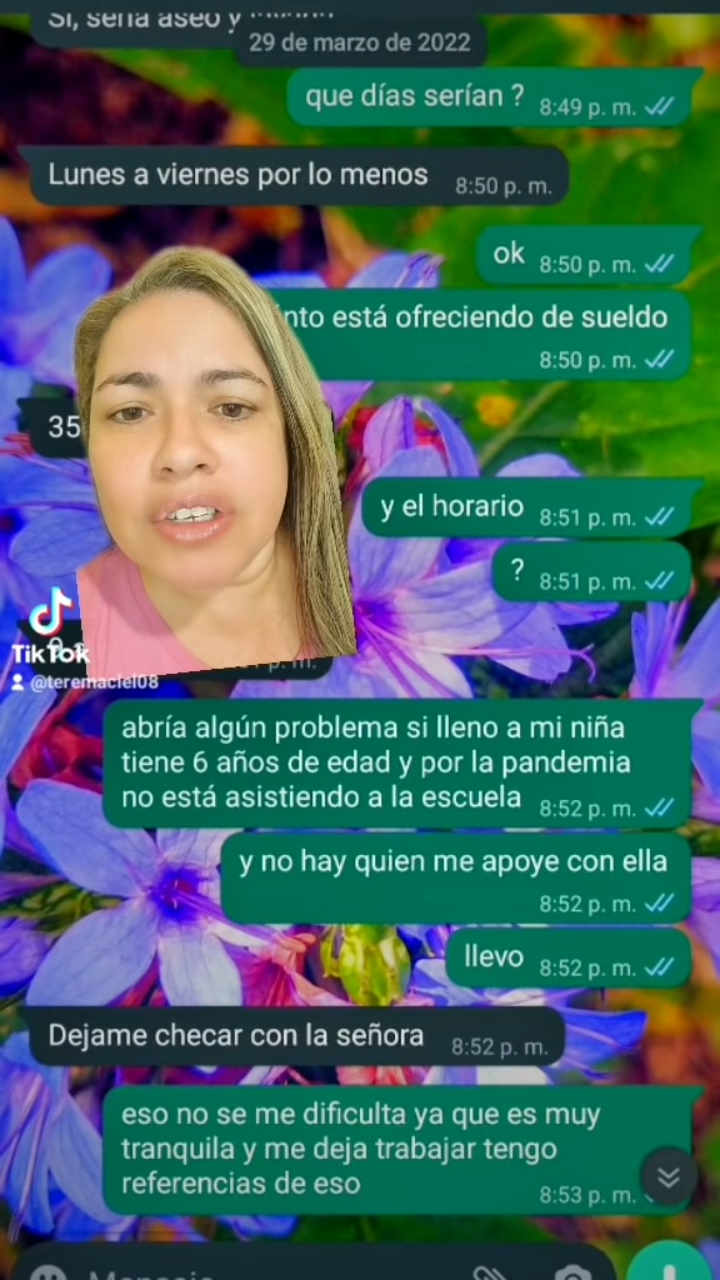 Si, sería aseo y
29 de marzo de 2022
que días serían ? 8:49 p. m.
Lunes a viernes por lo menos 8:50 p. m.
ok 8:50 p. m.
nto está ofreciendo de sueldo
8:50 p. m.
35
y el horario 8:51 p. m.
? 8:51 p. m.
p. m.
TikTok
@teremaciel08
abría algún problema si lleno a mi niña
tiene 6 años de edad y por la pandemia
no está asistiendo a la escuela 8:52 p. m.
y no hay quien me apoye con ella
8:52 p. m.
llevo 8:52 p. m.
Dejame checar con la señora 8:52 p. m.
eso no se me dificulta ya que es muy
tranquila y me deja trabajar tengo
referencias de eso 8:53 p. m.
Mensaje